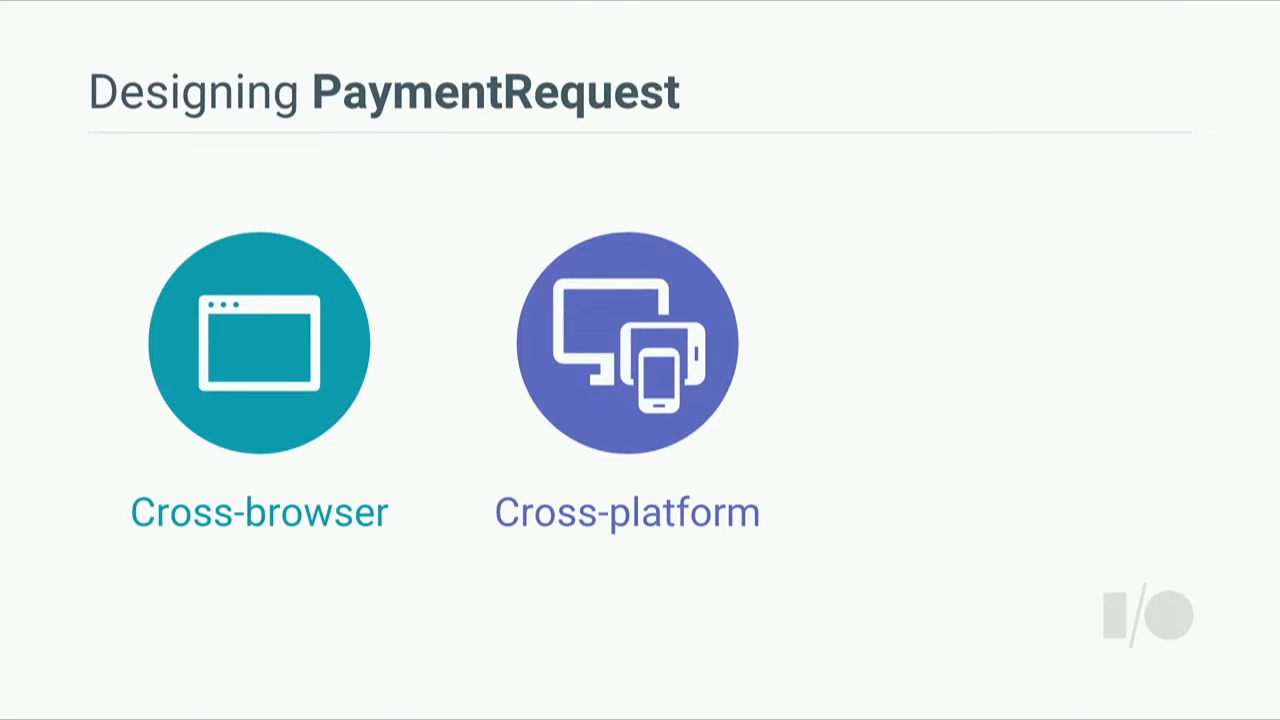 Designing PaymentRequest
Cross-browser
Cross-platform
I/O